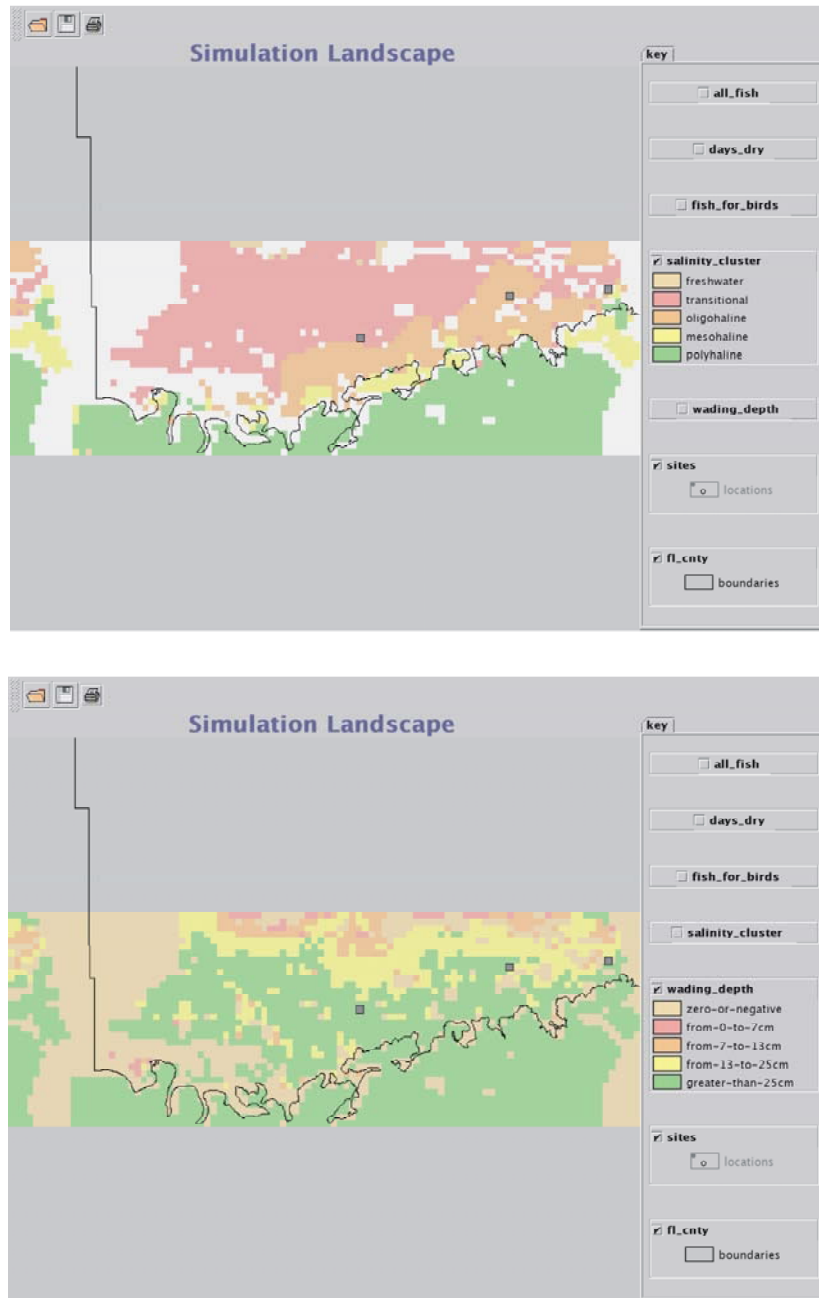 Simulation Landscape
key
all_fish
days_dry
fish_for_birds
salinity_cluster
freshwater
transitional
oligohaline
mesohaline
polyhaline
wading_depth
sites
locations
fl_cnty
boundaries
Simulation Landscape
key
all_fish
days_dry
fish_for_birds
salinity_cluster
wading_depth
zero-or-negative
from-0-to-7cm
from-7-to-13cm
from-13-to-25cm
greater-than-25cm
sites
locations
fl_cnty
boundaries